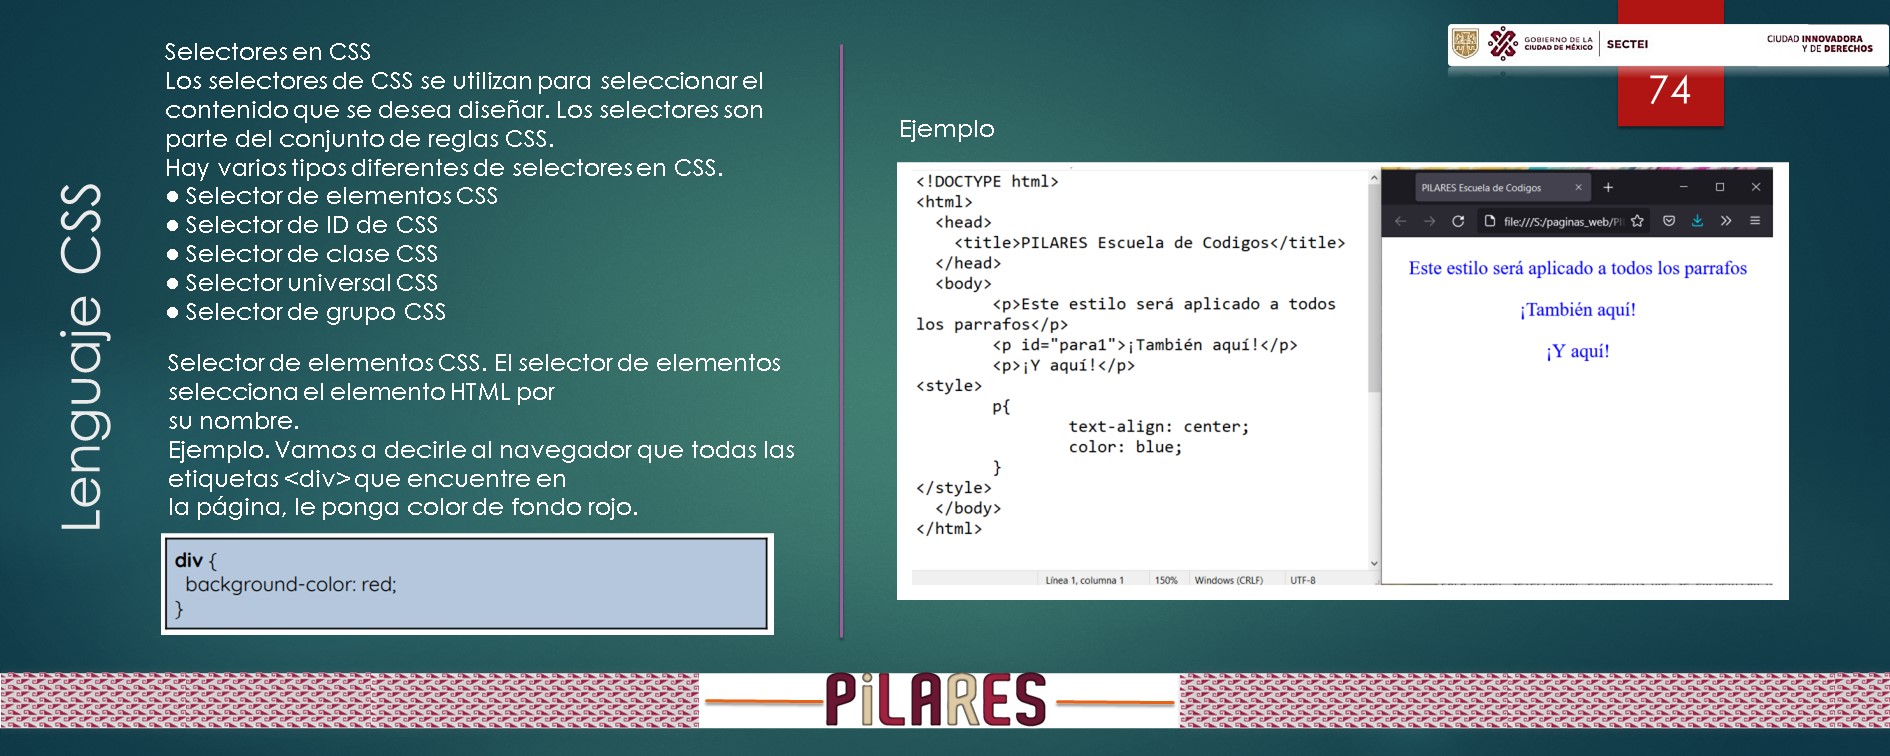 Lenguaje CSS
Selectores en CSS
Los selectores de CSS se utilizan para seleccionar el
contenido que se desea diseñar. Los selectores son
parte del conjunto de reglas CSS.
Hay varios tipos diferentes de selectores en CSS.
● Selector de elementos CSS
● Selector de ID de CSS
● Selector de clase CSS
● Selector universal CSS
● Selector de grupo CSS
Selector de elementos CSS. El selector de elementos
selecciona el elemento HTML por
su nombre.
Ejemplo. Vamos a decirle al navegador que todas las
etiquetas <div> que encuentre en
la página, le ponga color de fondo rojo.
div {
background-color: red;
}
GOBIERNO DE LA
CIUDAD DE MÉXICO
SECTEI
CIUDAD INNOVADORA
Y DE DERECHOS
74
Ejemplo
<!DOCTYPE html>
<html>
<head>
<title>PILARES Escuela de Codigos</title>
</head>
<body>
<p>Este estilo será aplicado a todos
los parrafos</p>
<p id="para1">¡También aquí!</p>
<p>¡Y aquí!</p>
<style>
p{
text-align: center;
color: blue;
}
</style>
</body>
</html>
Línea 1, columna 1 150% Windows (CRLF) UTF-8
PILARES Escuela de Codigos
file:///S:/paginas_web/PI
Este estilo será aplicado a todos los parrafos
¡También aquí!
¡Y aquí!
PiLARES